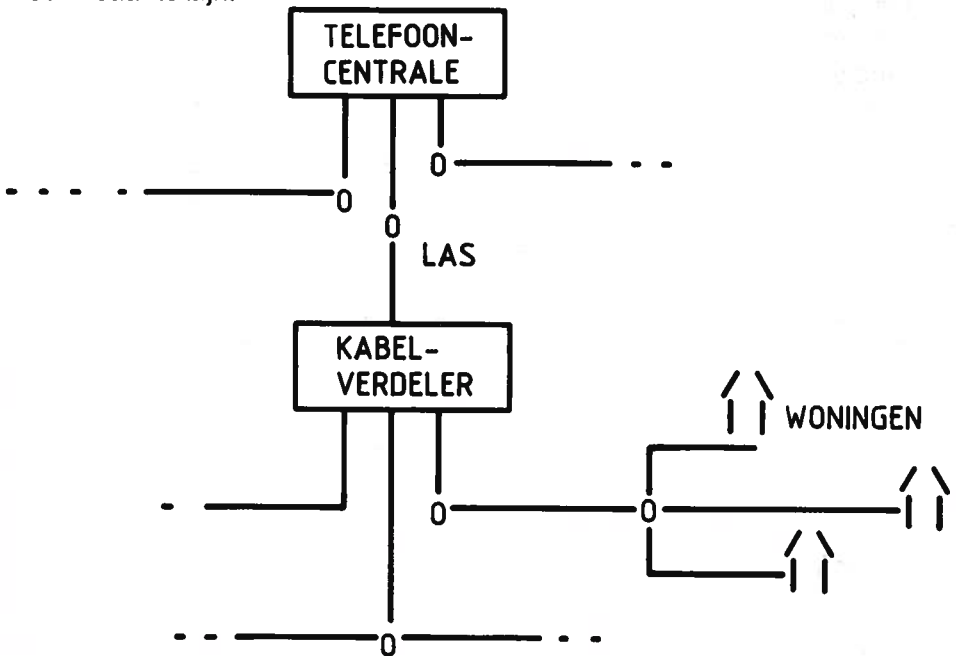 TELEFOON-
CENTRALE
O
O
O
LAS
KABEL-
VERDELER
WONINGEN
O
O
O